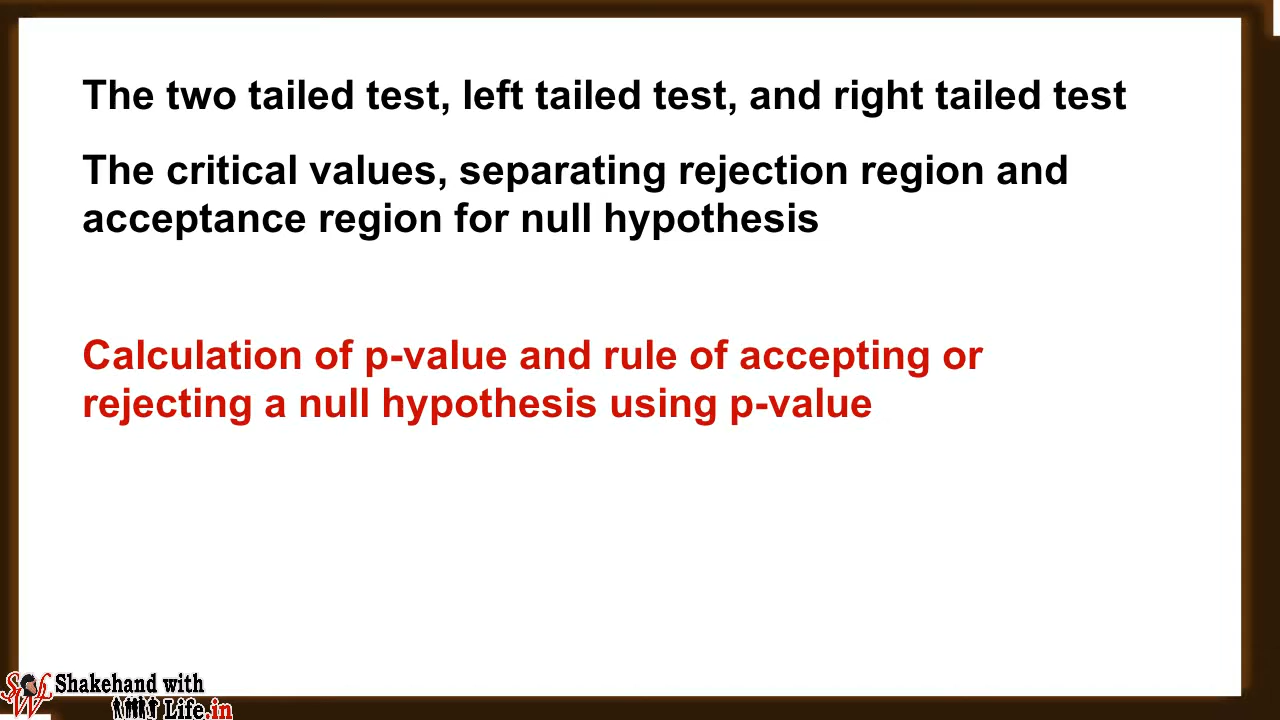 The two tailed test, left tailed test, and right tailed test
The critical values, separating rejection region and
acceptance region for null hypothesis
Calculation of p-value and rule of accepting or
rejecting a null hypothesis using p-value
SWL Shakehand with
Life.in